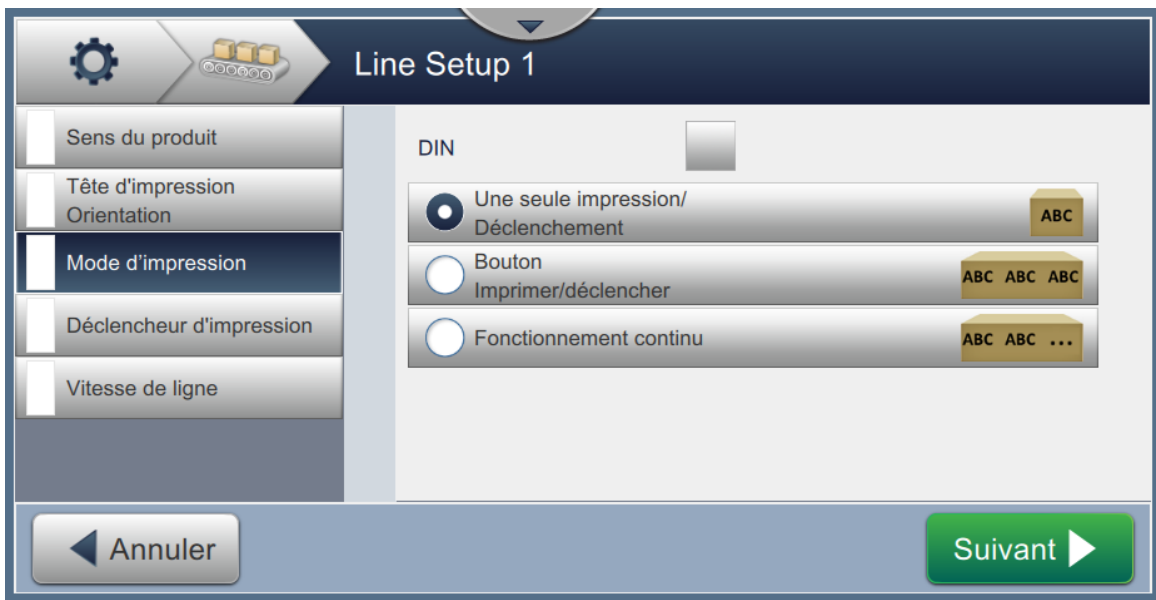 Line Setup 1
Sens du produit
Tête d'impression
Orientation
Mode d’impression
Déclencheur d'impression
Vitesse de ligne
DIN
Une seule impression/
Déclenchement
ABC
Bouton
Imprimer/déclencher
ABC ABC ABC
Fonctionnement continu
ABC ABC ...
Annuler
Suivant